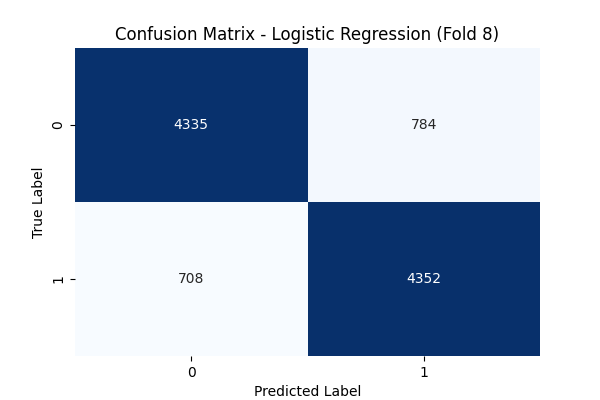 Confusion Matrix - Logistic Regression (Fold 8)
True Label
0
4335
784
1
708
4352
0
1
Predicted Label